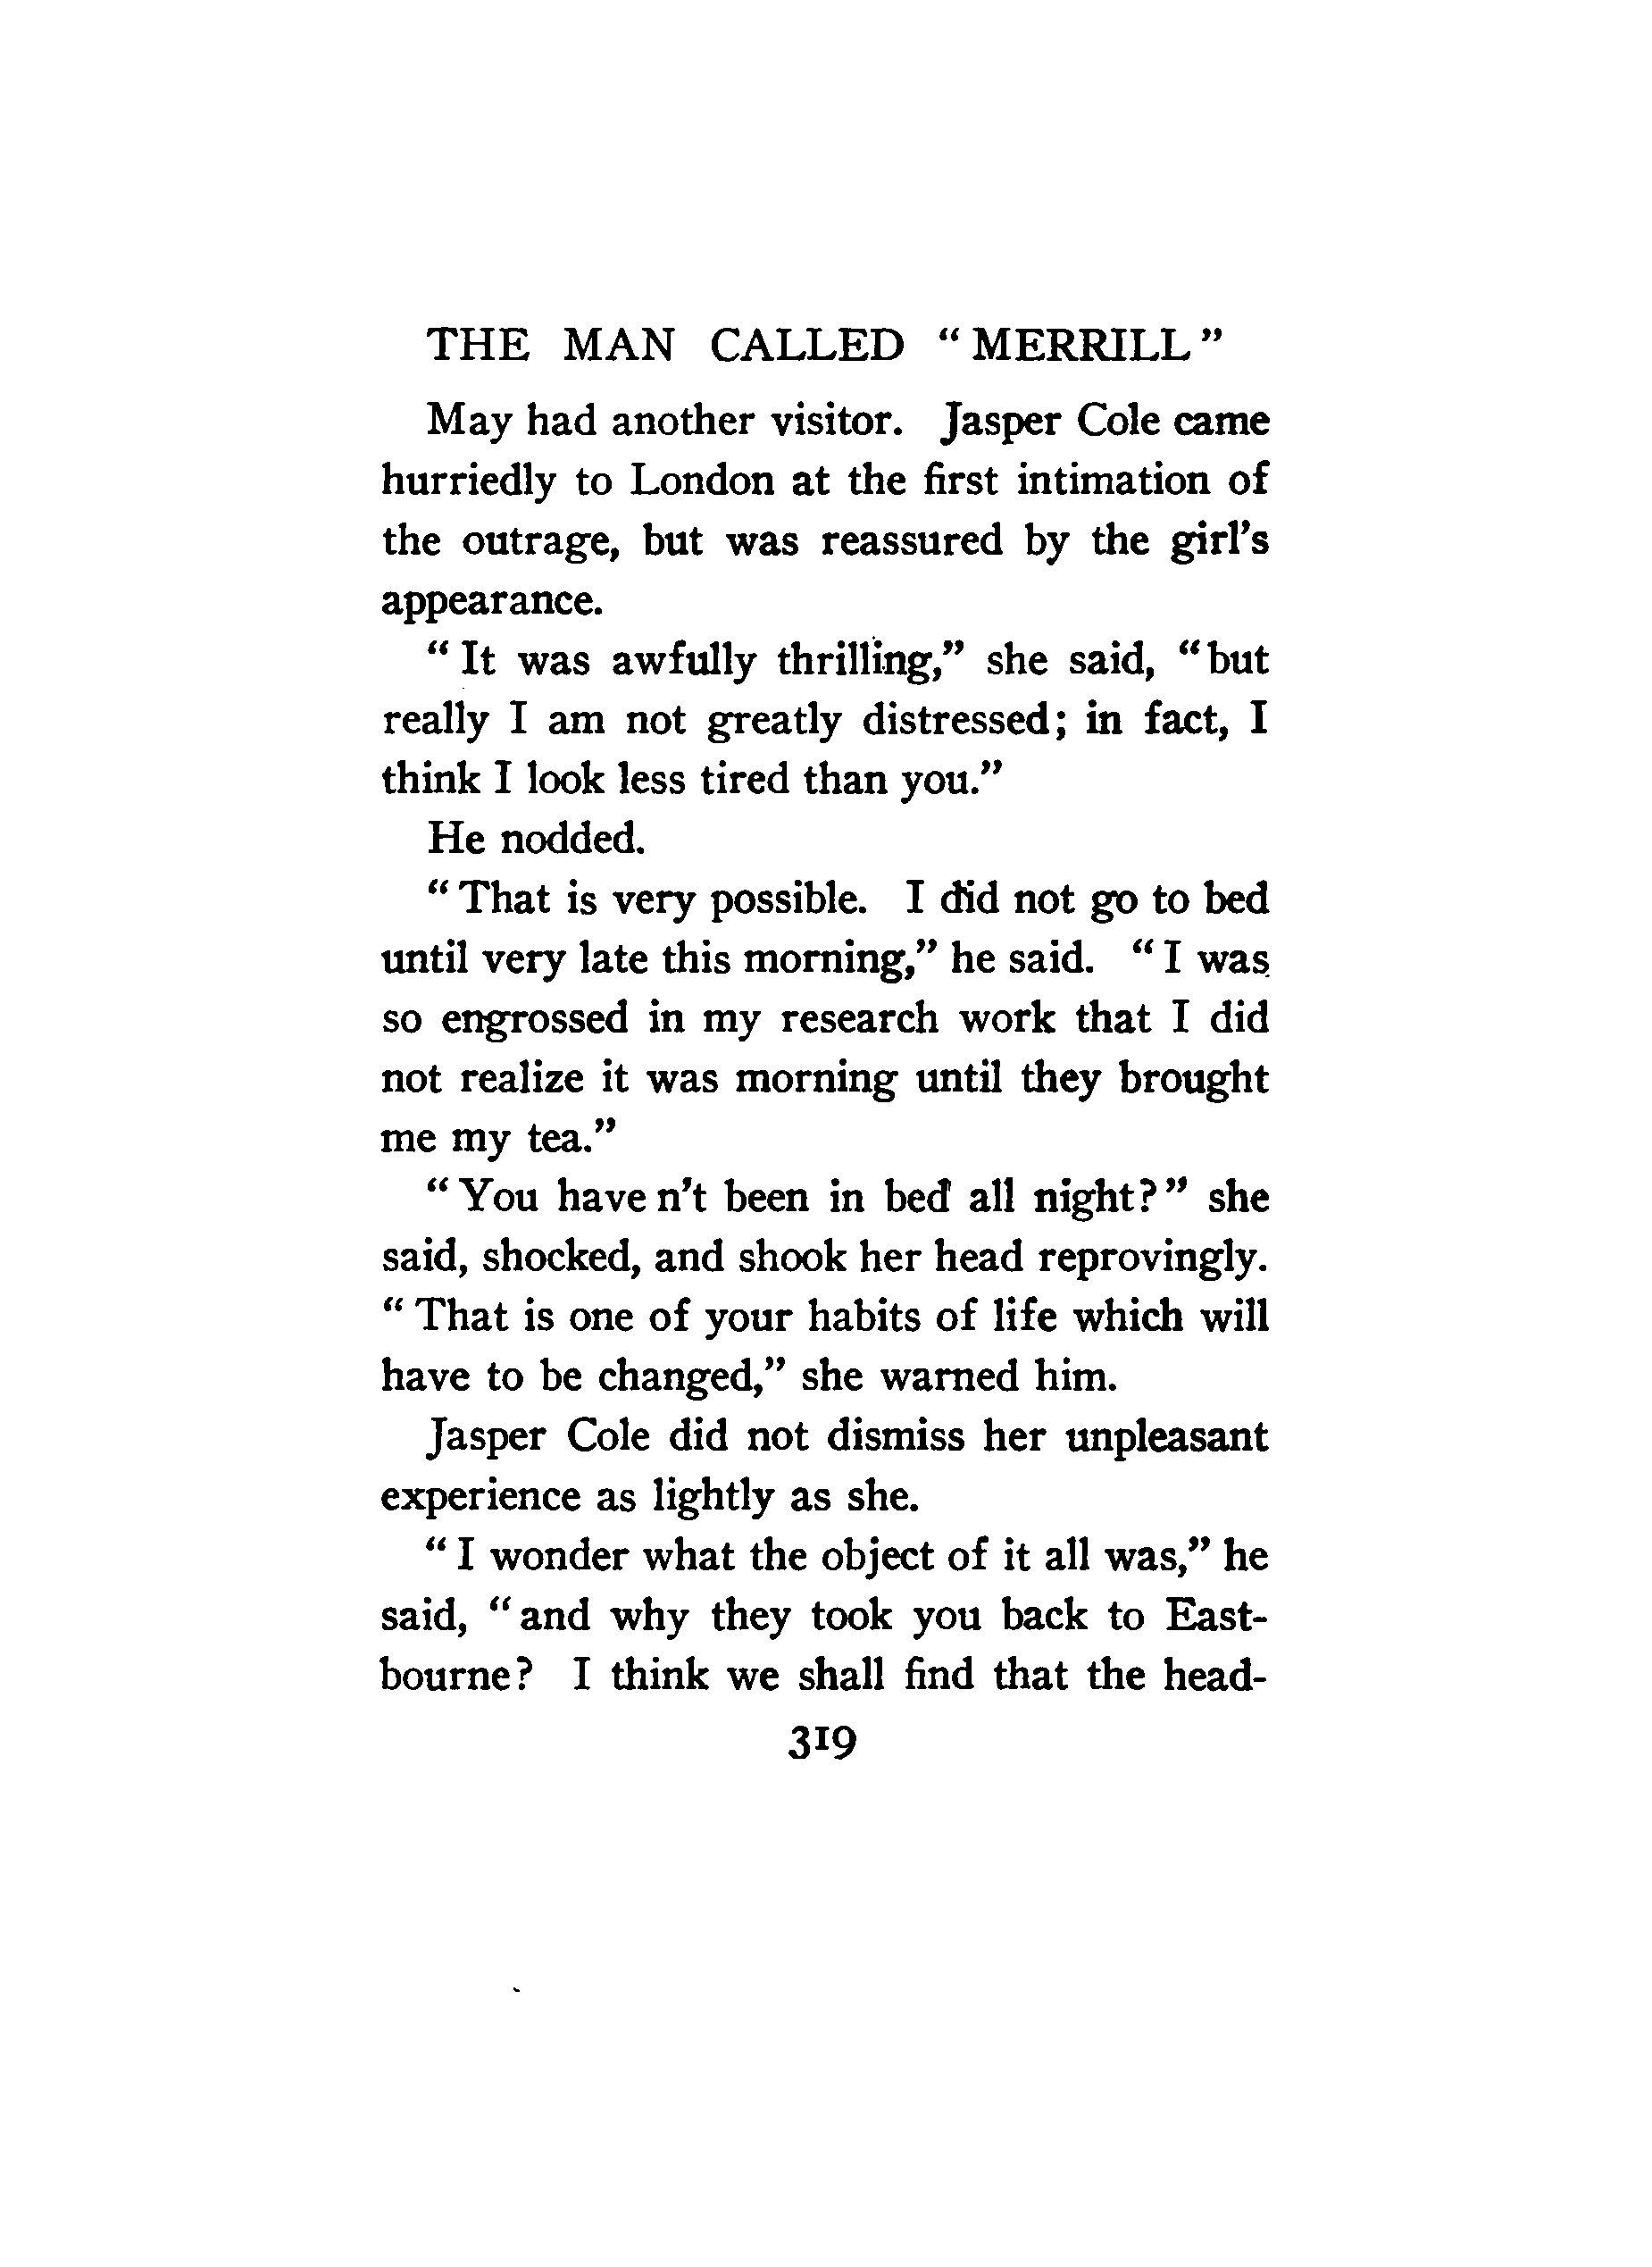 THE MAN CALLED “MERRILL”
May had another visitor. Jasper Cole came
hurriedly to London at the first intimation of
the outrage, but was reassured by the girl's
appearance.
“It was awfully thrilling,” she said, “but
really I am not greatly distressed; in fact, I
think I look less tired than you.”
He nodded.
“That is very possible. I did not go to bed
until very late this morning,” he said. “I was
so engrossed in my research work that I did
not realize it was morning until they brought
me my tea.”
“You have n't been in bed all night?” she
said, shocked, and shook her head reprovingly.
“That is one of your habits of life which will
have to be changed,” she warned him.
Jasper Cole did not dismiss her unpleasant
experience as lightly as she.
“I wonder what the object of it all was,” he
said, “and why they took you back to East-
bourne? I think we shall find that the head-
319